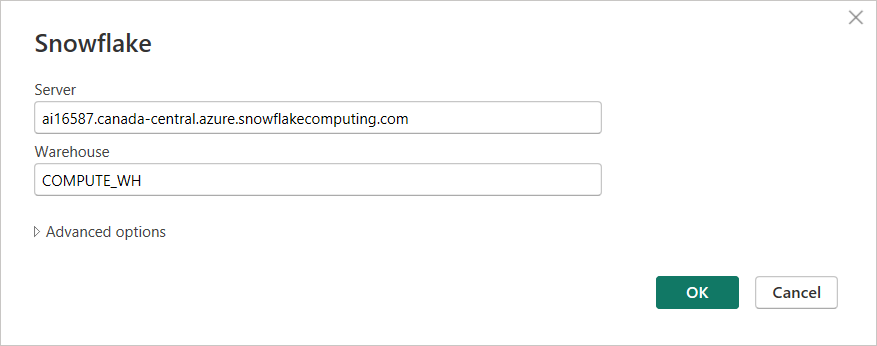 Snowflake
Server
ai16587.canada-central.azure.snowflakecomputing.com
Warehouse
COMPUTE_WH
Advanced options
OK
Cancel